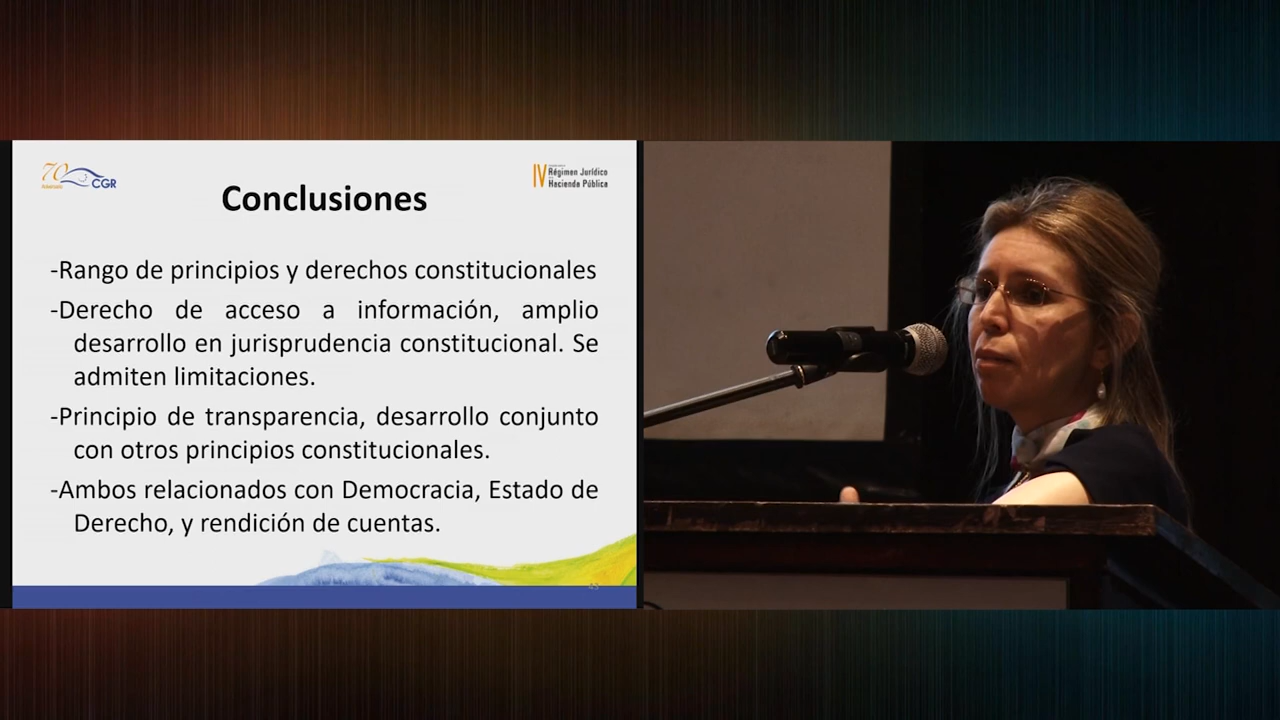 70
CGR
IV
Régimen Jurídico
Hacienda Pública
Conclusiones
-Rango de principios y derechos constitucionales
-Derecho de acceso a información, amplio
desarrollo en jurisprudencia constitucional. Se
admiten limitaciones.
-Principio de transparencia, desarrollo conjunto
con otros principios constitucionales.
-Ambos relacionados con Democracia, Estado de
Derecho, y rendición de cuentas.